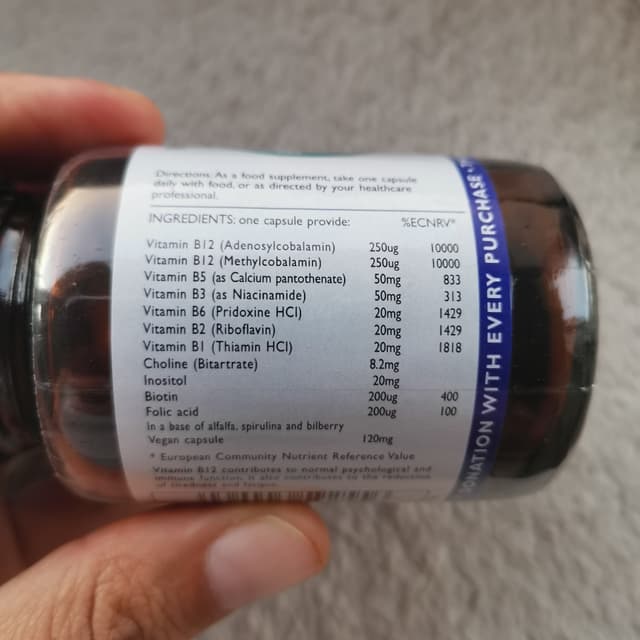 Directions: As a food supplement, take one capsule
daily with food, or as directed by your healthcare
professional.
INGREDIENTS: one capsule provide: %ECNRV*
Vitamin B12 (Adenosylcobalamin) 250ug 10000
Vitamin B12 (Methylcobalamin) 250ug 10000
Vitamin B5 (as Calcium pantothenate) 50mg 833
Vitamin B3 (as Niacinamide) 50mg 313
Vitamin B6 (Pridoxine HCl) 20mg 1429
Vitamin B2 (Riboflavin) 20mg 1429
Vitamin B1 (Thiamin HCl) 20mg 1818
Choline (Bitartrate) 8.2mg
Inositol 20mg
Biotin 200ug 400
Folic acid 200ug 100
In a base of alfalfa, spirulina and bilberry
Vegan capsule 120mg
* European Community Nutrient Reference Value
Vitamin B12 contributes to normal psychological and
immune function, it also contributes to the reduction
of tiredness and fatigue.
ONATION WITH EVERY PURCHASE